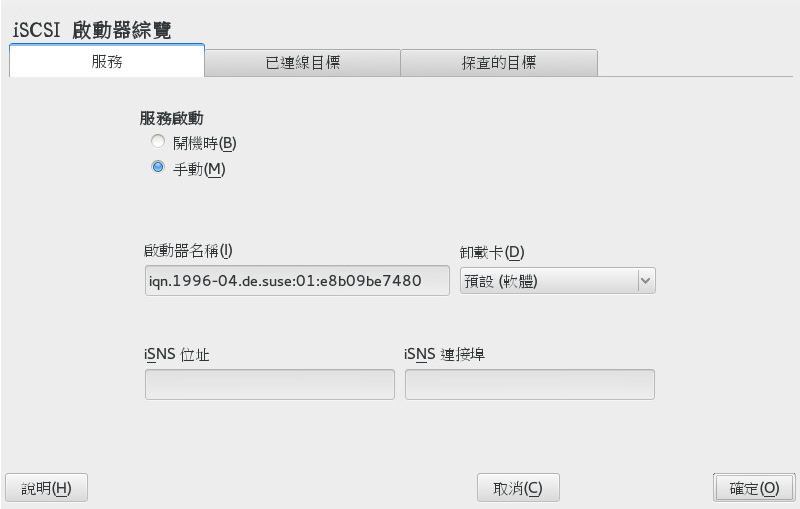 iSCSI 啟動器綜覽
服務 已連線目標 探查的目標
服務啟動
開機時(B)
手動(M)
啟動器名稱(I) 卸載卡(D)
iqn.1996-04.de.suse:01:e8b09be7480 預設 (軟體)
iSNS 位址 iSNS 連接埠
說明(H) 取消(C) 確定(O)